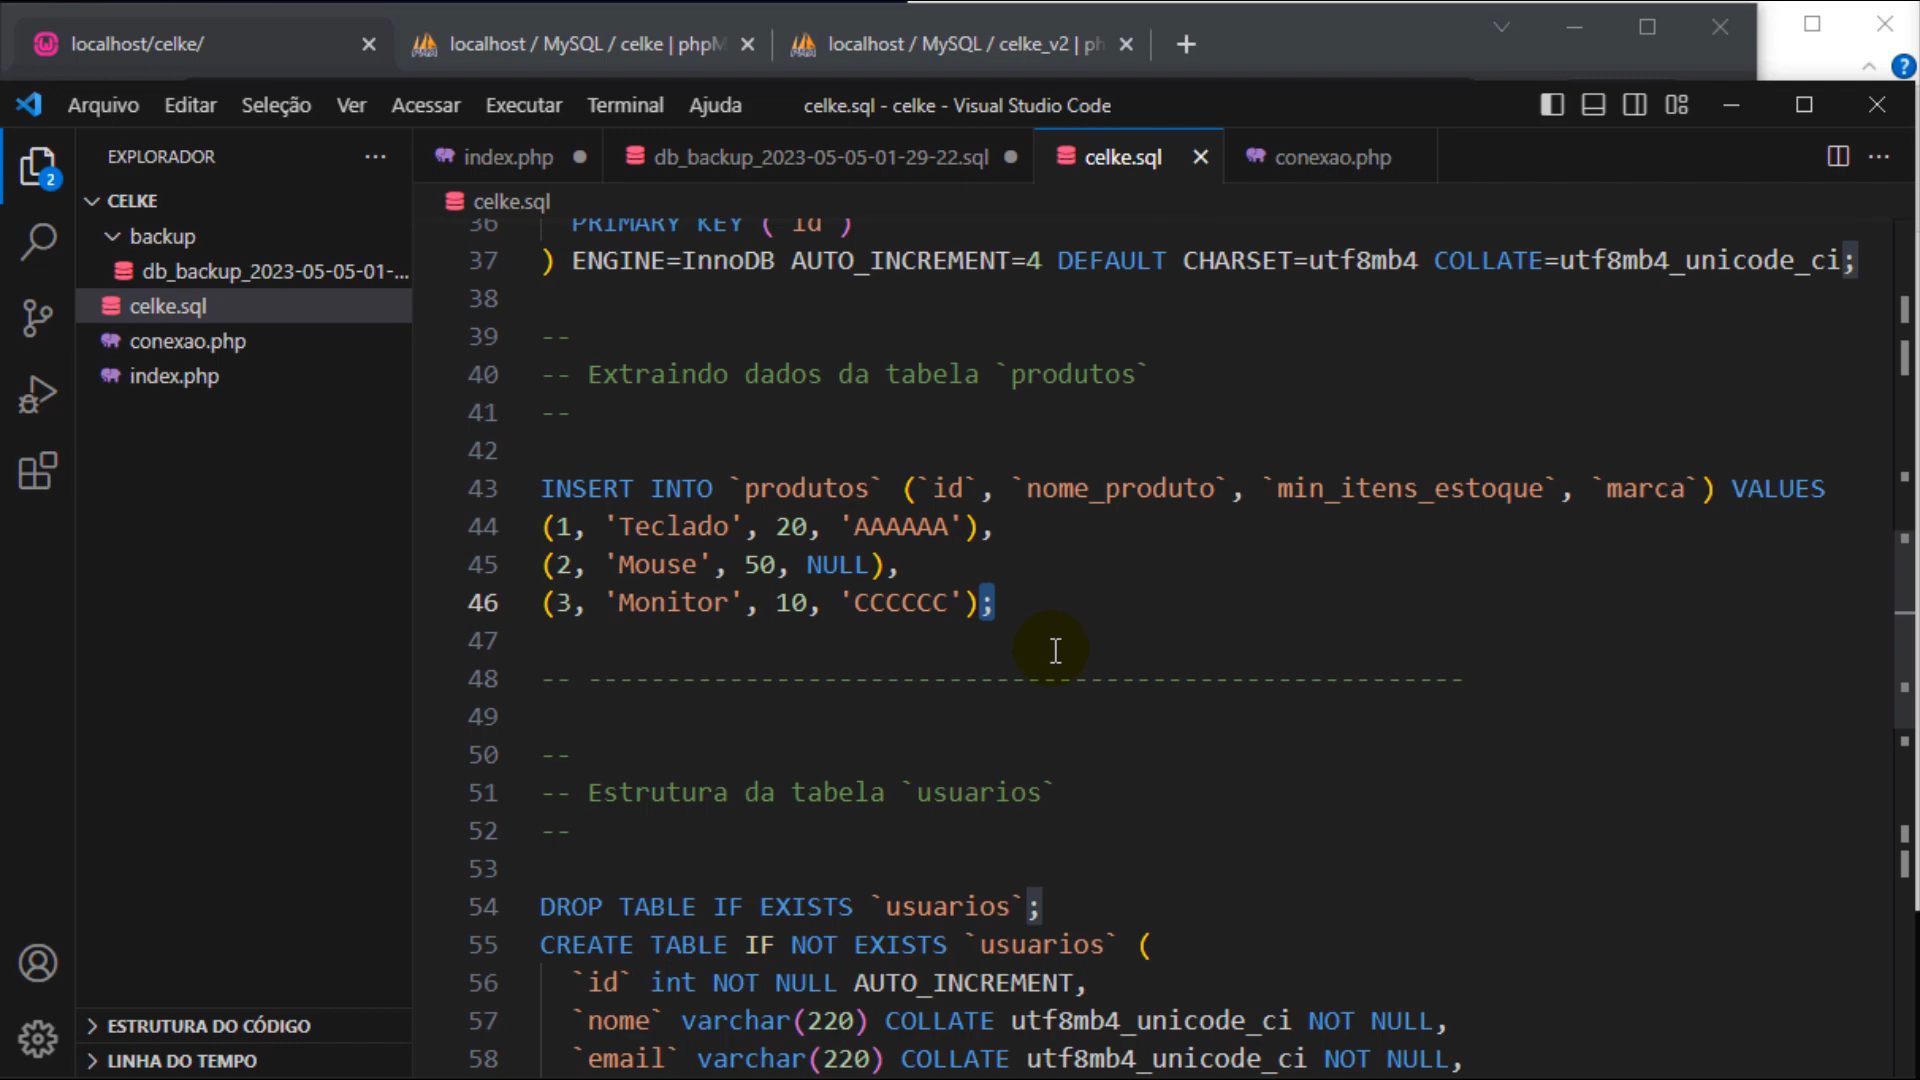 localhost/celke/
localhost / MySQL / celke | phpM
localhost / MySQL / celke_v2 | ph
Arquivo Editar Seleção Ver Acessar Executar Terminal Ajuda
celke.sql - celke - Visual Studio Code
2
EXPLORADOR
CELKE
backup
db_backup_2023-05-05-01-...
celke.sql
conexao.php
index.php
ESTRUTURA DO CÓDIGO
LINHA DO TEMPO
index.php
db_backup_2023-05-05-01-29-22.sql
celke.sql
conexao.php
celke.sql
36 PRIMARY KEY (`id`)
37 ) ENGINE=InnoDB AUTO_INCREMENT=4 DEFAULT CHARSET=utf8mb4 COLLATE=utf8mb4_unicode_ci;
38
39 --
40 -- Extraindo dados da tabela `produtos`
41 --
42
43 INSERT INTO `produtos` (`id`, `nome_produto`, `min_itens_estoque`, `marca`) VALUES
44 (1, 'Teclado', 20, 'AAAAAA'),
45 (2, 'Mouse', 50, NULL),
46 (3, 'Monitor', 10, 'CCCCCC');
47
48 -- --------------------------------------------------------
49
50 --
51 -- Estrutura da tabela `usuarios`
52 --
53
54 DROP TABLE IF EXISTS `usuarios`;
55 CREATE TABLE IF NOT EXISTS `usuarios` (
56 `id` int NOT NULL AUTO_INCREMENT,
57 `nome` varchar(220) COLLATE utf8mb4_unicode_ci NOT NULL,
58 `email` varchar(220) COLLATE utf8mb4_unicode_ci NOT NULL,